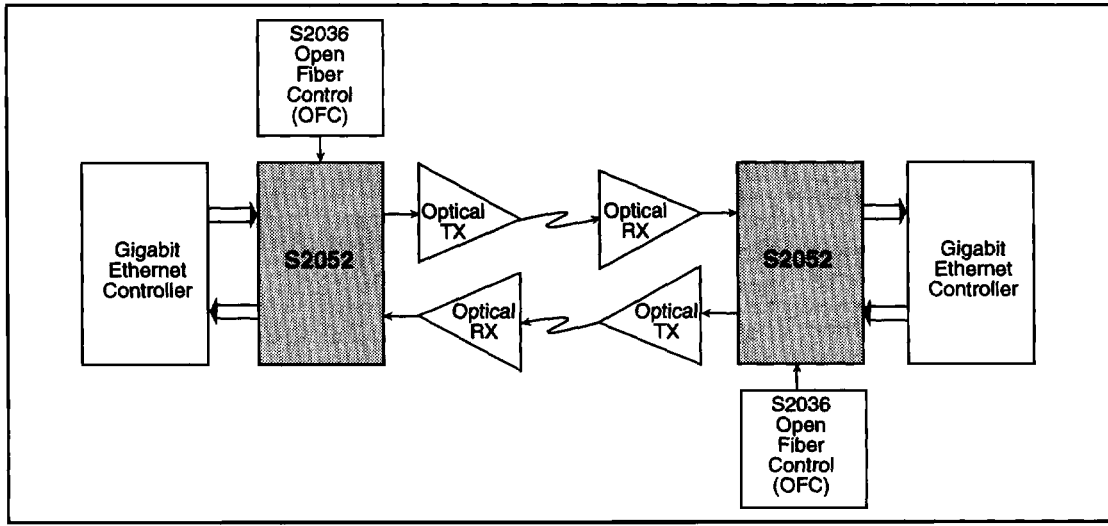 S2036
Open
Fiber
Control
(OFC)
Gigabit
Ethernet
Controller
S2052
Optical
TX
Optical
RX
Optical
RX
Optical
TX
S2052
Gigabit
Ethernet
Controller
S2036
Open
Fiber
Control
(OFC)